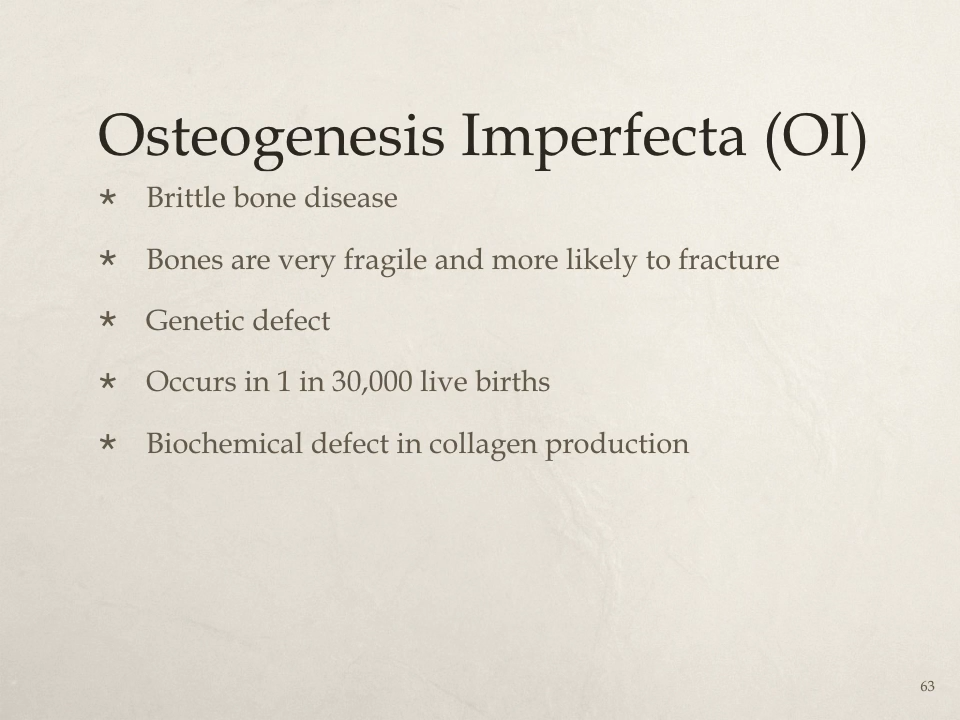 Osteogenesis Imperfecta (OI)
* Brittle bone disease
* Bones are very fragile and more likely to fracture
* Genetic defect
* Occurs in 1 in 30,000 live births
* Biochemical defect in collagen production
63